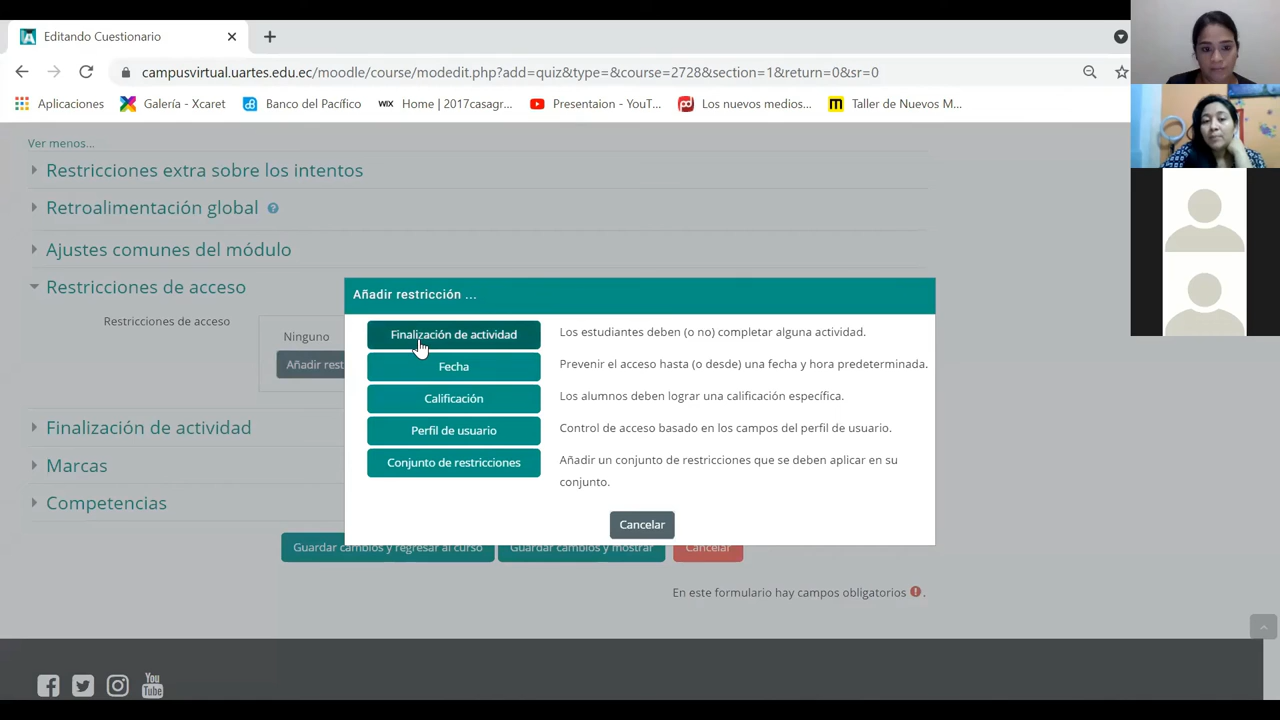 Editando Cuestionario
campusvirtual.uartes.edu.ec/moodle/course/modedit.php?add=quiz&type=&course=2728&section=1&return=0&sr=0
Aplicaciones
Galería - Xcaret
Banco del Pacífico
WIX
Home | 2017casagr...
Presentaion - YouT...
Los nuevos medios...
Taller de Nuevos M...
Ver menos...
Restricciones extra sobre los intentos
Retroalimentación global
Ajustes comunes del módulo
Restricciones de acceso
Restricciones de acceso
Ninguno
Añadir rest
Añadir restricción ...
Finalización de actividad
Los estudiantes deben (o no) completar alguna actividad.
Fecha
Prevenir el acceso hasta (o desde) una fecha y hora predeterminada.
Calificación
Los alumnos deben lograr una calificación específica.
Perfil de usuario
Control de acceso basado en los campos del perfil de usuario.
Conjunto de restricciones
Añadir un conjunto de restricciones que se deben aplicar en su
conjunto.
Cancelar
Finalización de actividad
Marcas
Competencias
Guardar cambios y regresar al curso
Guardar cambios y mostrar
Cancelar
En este formulario hay campos obligatorios
You
Tube